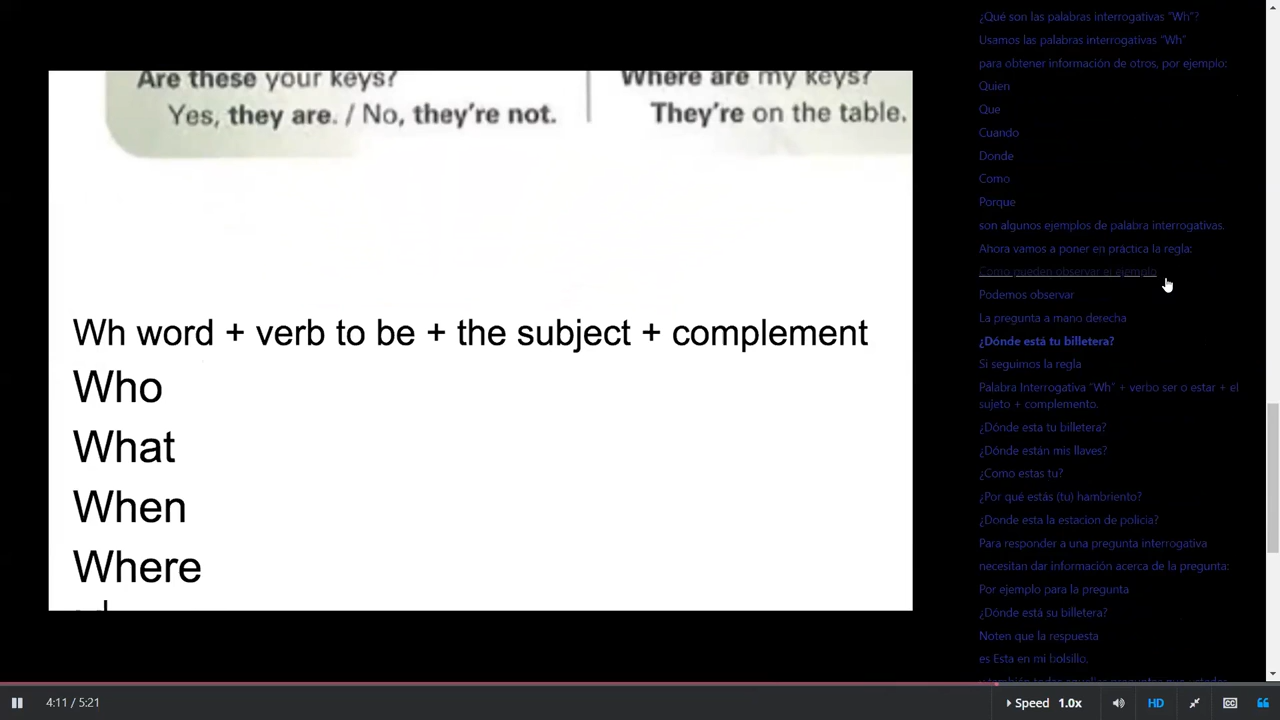 Are these your keys?
Yes, they are. / No, they're not.
Where are my keys?
They're on the table.
Wh word + verb to be + the subject + complement
Who
What
When
Where
¿Qué son las palabras interrogativas "Wh"?
Usamos las palabras interrogativas "Wh"
para obtener información de otros, por ejemplo:
Quien
Que
Cuando
Donde
Como
Porque
son algunos ejemplos de palabra interrogativas.
Ahora vamos a poner en práctica la regla:
Como pueden observar el ejemplo
Podemos observar
La pregunta a mano derecha
¿Dónde está tu billetera?
Si seguimos la regla
Palabra Interrogativa "Wh" + verbo ser o estar + el
sujeto + complemento.
¿Dónde esta tu billetera?
¿Dónde están mis llaves?
¿Como estas tu?
¿Por qué estás (tu) hambriento?
¿Donde esta la estacion de policia?
Para responder a una pregunta interrogativa
necesitan dar información acerca de la pregunta:
Por ejemplo para la pregunta
¿Dónde está su billetera?
Noten que la respuesta
es Esta en mi bolsillo.
4:11 / 5:21
Speed 1.0x
HD
CC